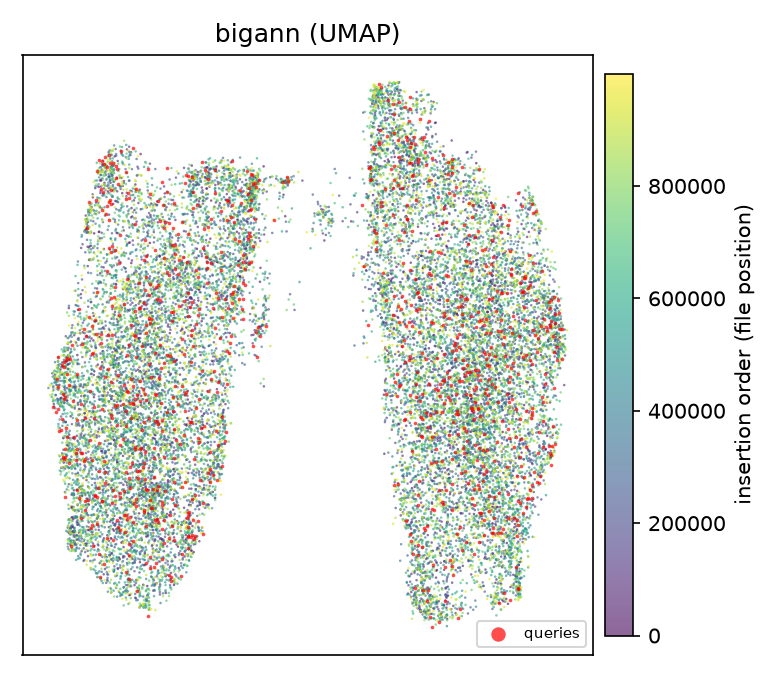 bigann (UMAP)
800000
600000
400000
200000
0
insertion order (file position)
queries